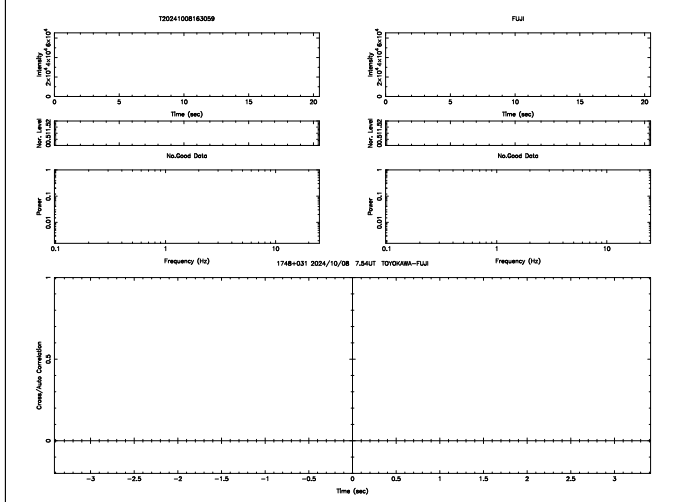 T20241008163059 FUJI
Intensity 0 2×10⁴ 4×10⁴ 6×10⁴ Intensity 0 2×10⁴ 4×10⁴ 6×10⁴
0 5 10 15 20 0 5 10 15 20
Time (sec) Time (sec)
Nor. Level 00.511.52 Nor. Level 00.511.52
No.Good Data No.Good Data
Power 0.01 0.1 1 Power 0.01 0.1 1
0.1 1 10 0.1 1 10
Frequency (Hz) Frequency (Hz)
1748+031 2024/10/08 7.54UT TOYOKAWA-FUJI
Cross/Auto Correlation 0 0.5 1
-3 -2.5 -2 -1.5 -1 -0.5 0 0.5 1 1.5 2 2.5 3
Time (sec)